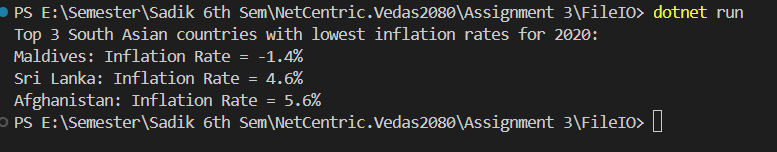 PS E:\Semester\Sadik 6th Sem\NetCentric.Vedas2080\Assignment 3\FileIO> dotnet run
Top 3 South Asian countries with lowest inflation rates for 2020:
Maldives: Inflation Rate = -1.4%
Sri Lanka: Inflation Rate = 4.6%
Afghanistan: Inflation Rate = 5.6%
PS E:\Semester\Sadik 6th Sem\NetCentric.Vedas2080\Assignment 3\FileIO>